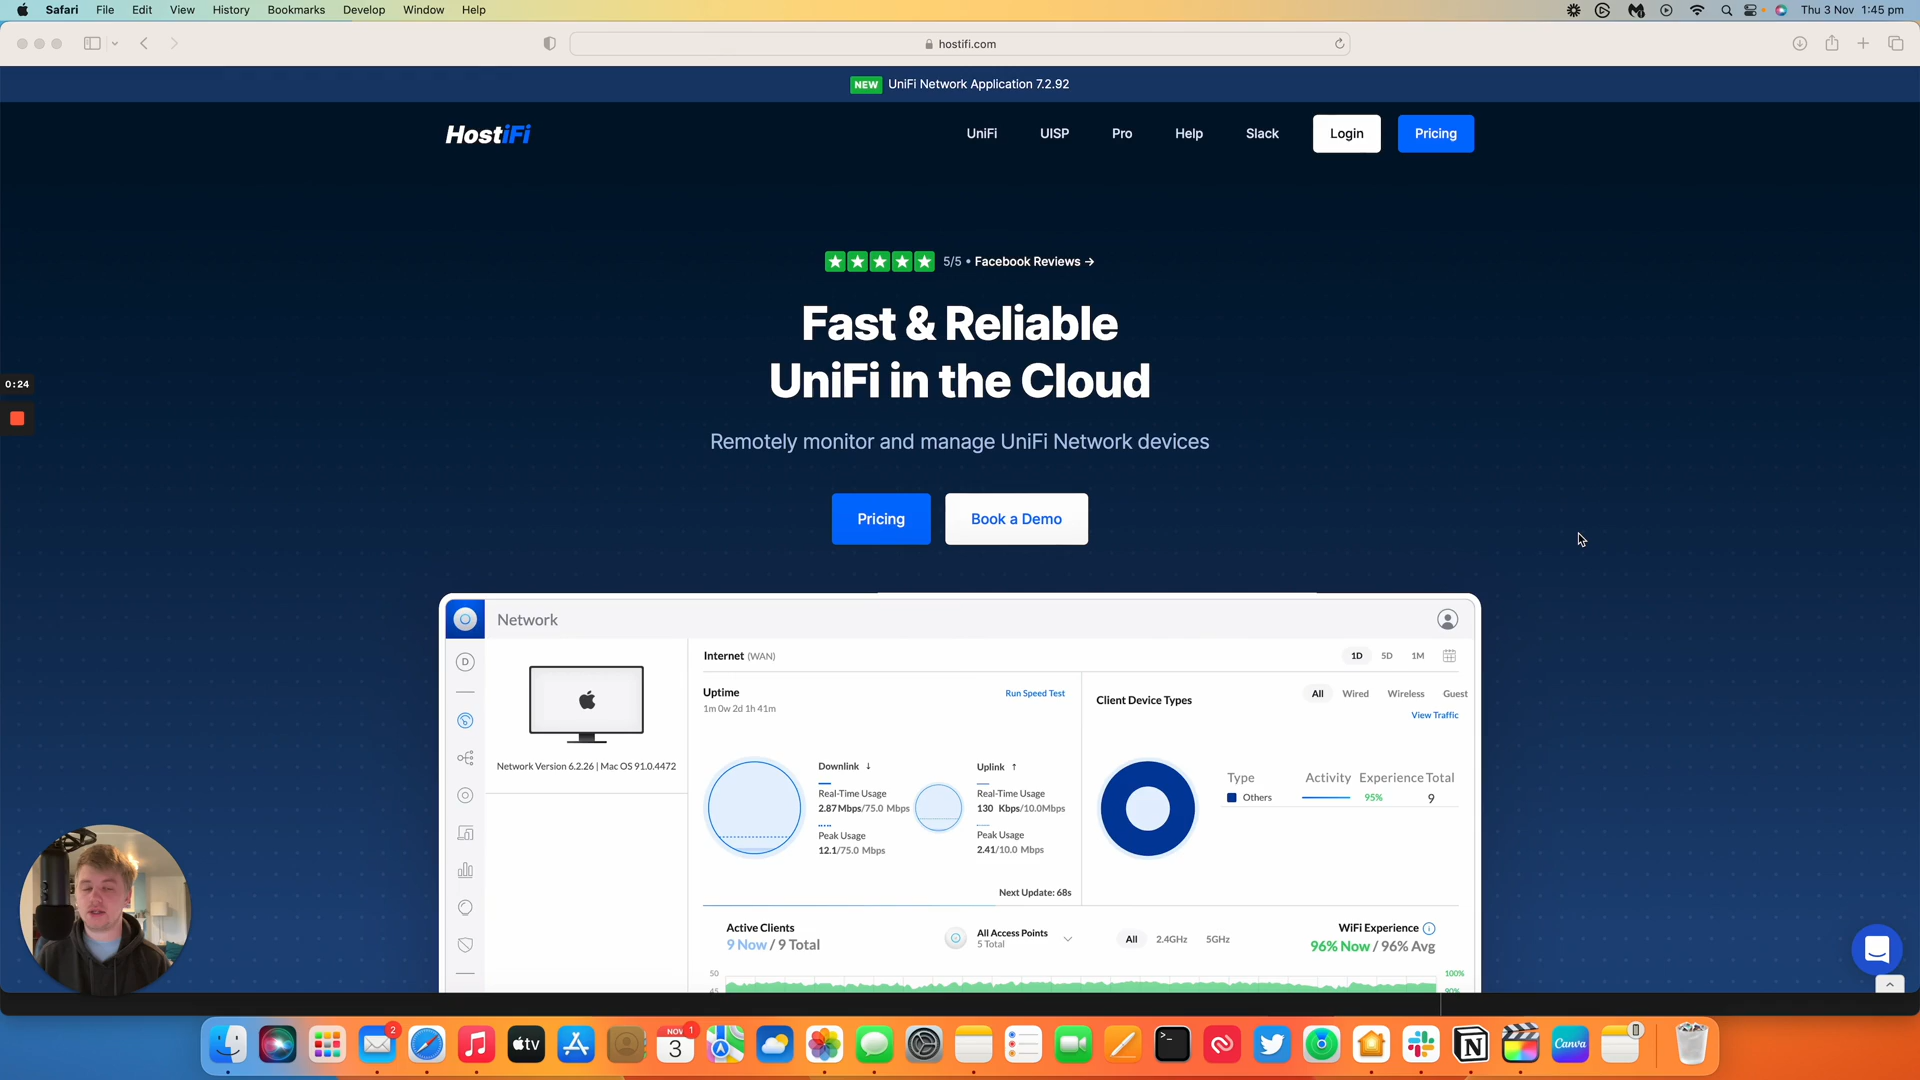 Safari File Edit View History Bookmarks Develop Window Help Thu 3 Nov 1:45 pm
hostifi.com
NEW UniFi Network Application 7.2.92
HostiFi UniFi UISP Pro Help Slack Login Pricing
5/5 • Facebook Reviews →
Fast & Reliable
UniFi in the Cloud
Remotely monitor and manage UniFi Network devices
0:24
Pricing Book a Demo
Network
Internet (WAN) 1D 5D 1M
D
Uptime Run Speed Test
1m 0w 2d 1h 41m
Client Device Types All Wired Wireless Guest
View Traffic
Network Version 6.2.26 | Mac OS 91.0.4472
Downlink ↓ Uplink ↑
Real-Time Usage Real-Time Usage
2.87Mbps/75.0 Mbps 130 Kbps/10.0Mbps
Peak Usage Peak Usage
12.1/75.0 Mbps 2.41/10.0 Mbps
Type Activity Experience Total
Others 95% 9
Next Update: 68s
Active Clients
9 Now / 9 Total
All Access Points
5 Total
All 2.4GHz 5GHz
WiFi Experience
96% Now / 96% Avg
50 100%
45 90%
2 tv NOV 1 3 N Canva